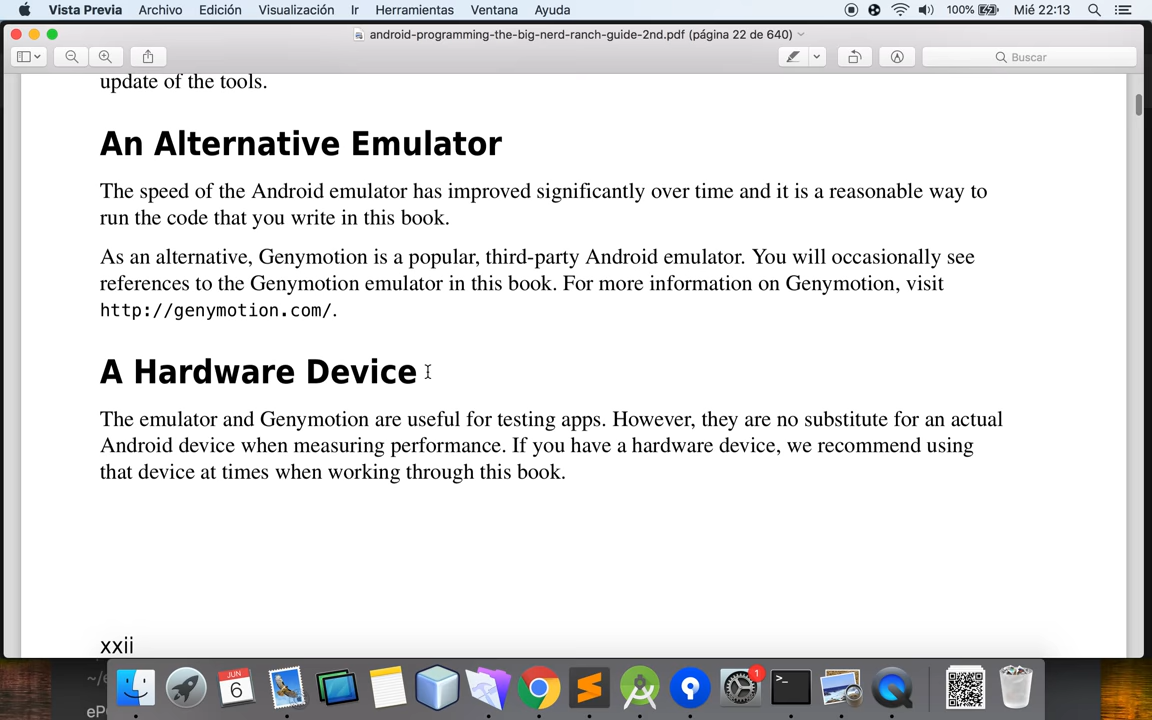 Vista Previa Archivo Edición Visualización Ir Herramientas Ventana Ayuda 100% Mié 22:13
android-programming-the-big-nerd-ranch-guide-2nd.pdf (página 22 de 640)
Buscar
update of the tools.
An Alternative Emulator
The speed of the Android emulator has improved significantly over time and it is a reasonable way to
run the code that you write in this book.
As an alternative, Genymotion is a popular, third-party Android emulator. You will occasionally see
references to the Genymotion emulator in this book. For more information on Genymotion, visit
http://genymotion.com/.
A Hardware Device
The emulator and Genymotion are useful for testing apps. However, they are no substitute for an actual
Android device when measuring performance. If you have a hardware device, we recommend using
that device at times when working through this book.
xxii
JUN
6
1
>_